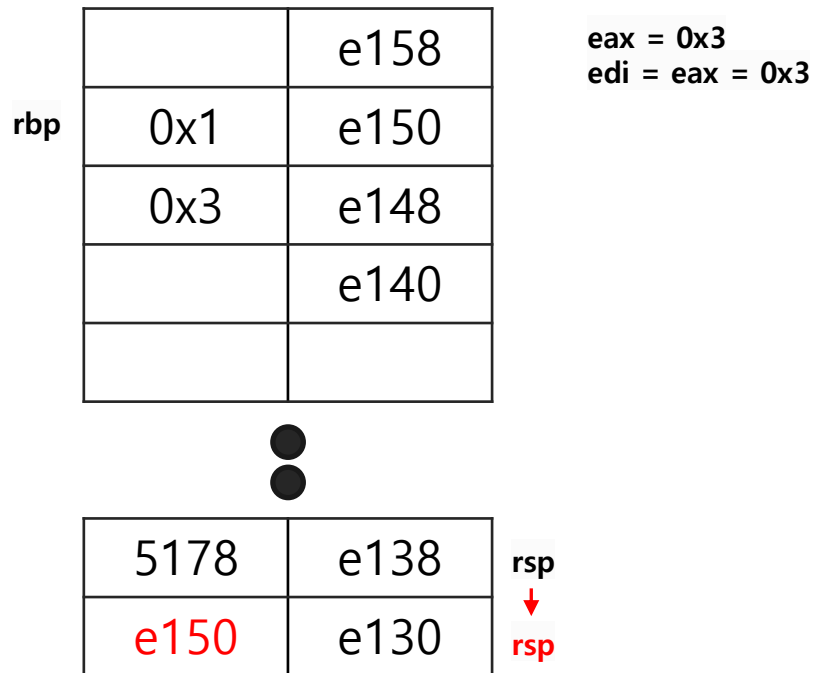 e158
eax = 0x3
edi = eax = 0x3
rbp 0x1 e150
0x3 e148
e140
5178 e138 rsp
e150 e130 rsp